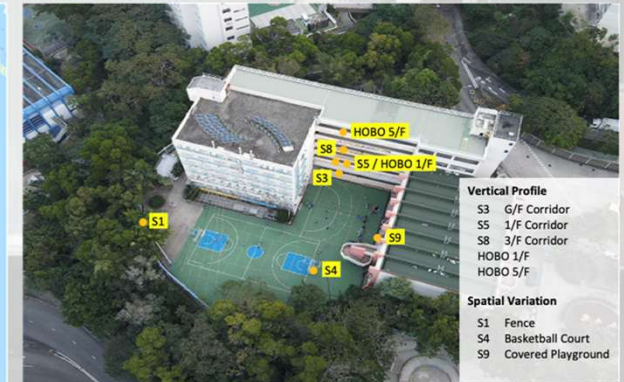 HOBO 5/F
S8
S5 / HOBO 1/F
S3
S1
S9
S4
Vertical Profile
S3 G/F Corridor
S5 1/F Corridor
S8 3/F Corridor
HOBO 1/F
HOBO 5/F
Spatial Variation
S1 Fence
S4 Basketball Court
S9 Covered Playground